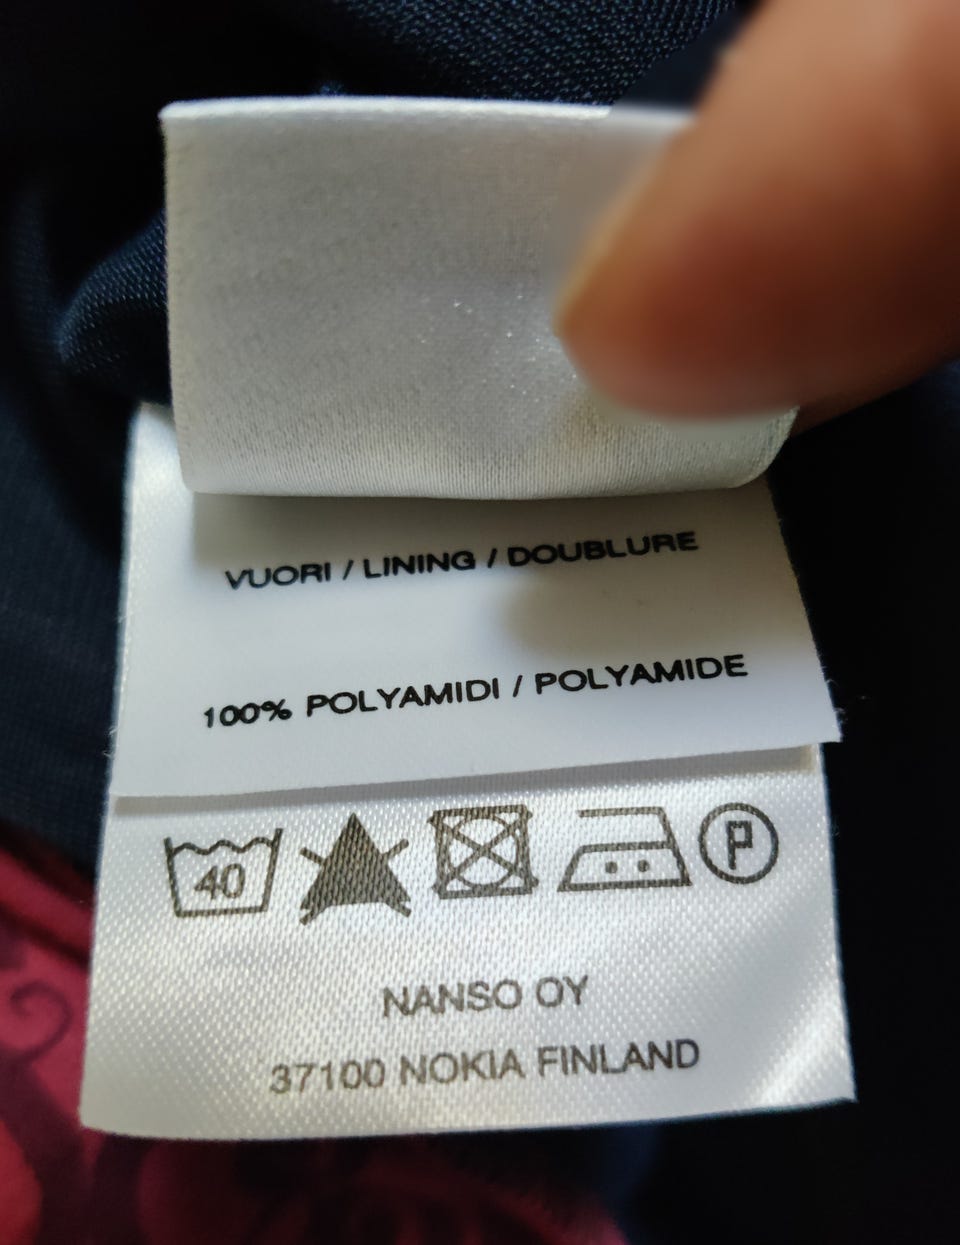 VUORI / LINING / DOUBLURE
100% POLYAMIDI / POLYAMIDE
40 P
NANSO OY
37100 NOKIA FINLAND